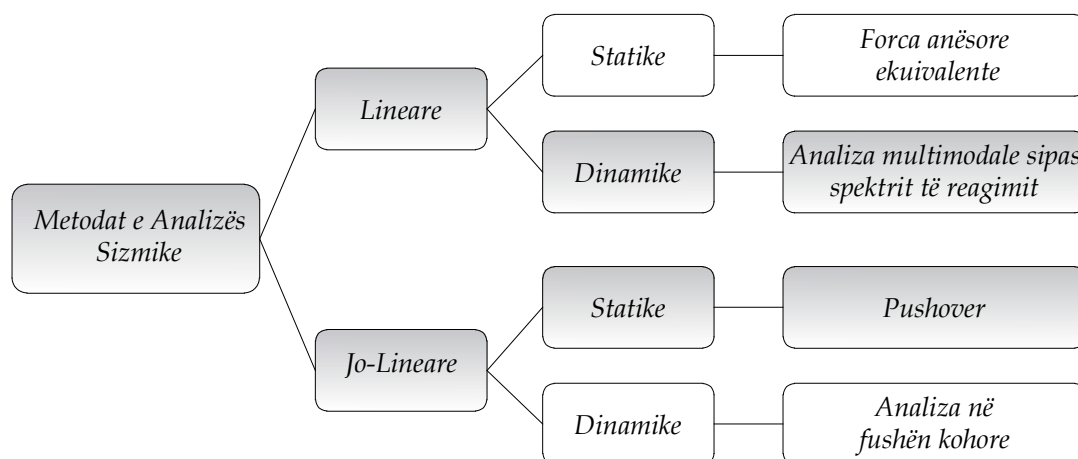 Metodat e Analizës
Sizmike
Lineare
Statike
Forca anësore
ekuivalente
Dinamike
Analiza multimodale sipas
spektrit të reagimit
Jo-Lineare
Statike
Pushover
Dinamike
Analiza në
fushën kohore